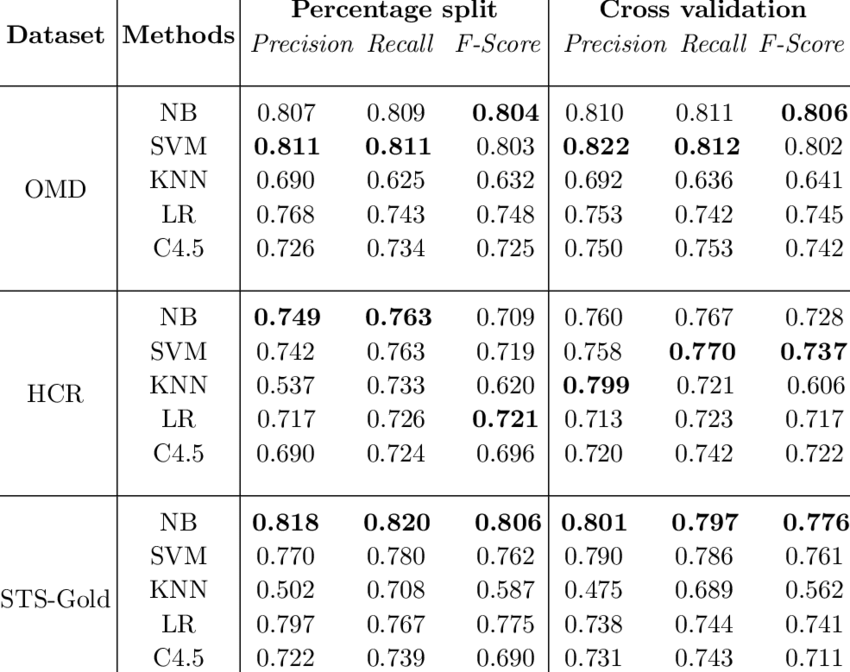 Percentage split Cross validation
Dataset Methods
Precision Recall F-Score Precision Recall F-Score
NB 0.807 0.809 0.804 0.810 0.811 0.806
SVM 0.811 0.811 0.803 0.822 0.812 0.802
OMD KNN 0.690 0.625 0.632 0.692 0.636 0.641
LR 0.768 0.743 0.748 0.753 0.742 0.745
C4.5 0.726 0.734 0.725 0.750 0.753 0.742
NB 0.749 0.763 0.709 0.760 0.767 0.728
SVM 0.742 0.763 0.719 0.758 0.770 0.737
HCR KNN 0.537 0.733 0.620 0.799 0.721 0.606
LR 0.717 0.726 0.721 0.713 0.723 0.717
C4.5 0.690 0.724 0.696 0.720 0.742 0.722
NB 0.818 0.820 0.806 0.801 0.797 0.776
SVM 0.770 0.780 0.762 0.790 0.786 0.761
STS-Gold KNN 0.502 0.708 0.587 0.475 0.689 0.562
LR 0.797 0.767 0.775 0.738 0.744 0.741
C4.5 0.722 0.739 0.690 0.731 0.743 0.711